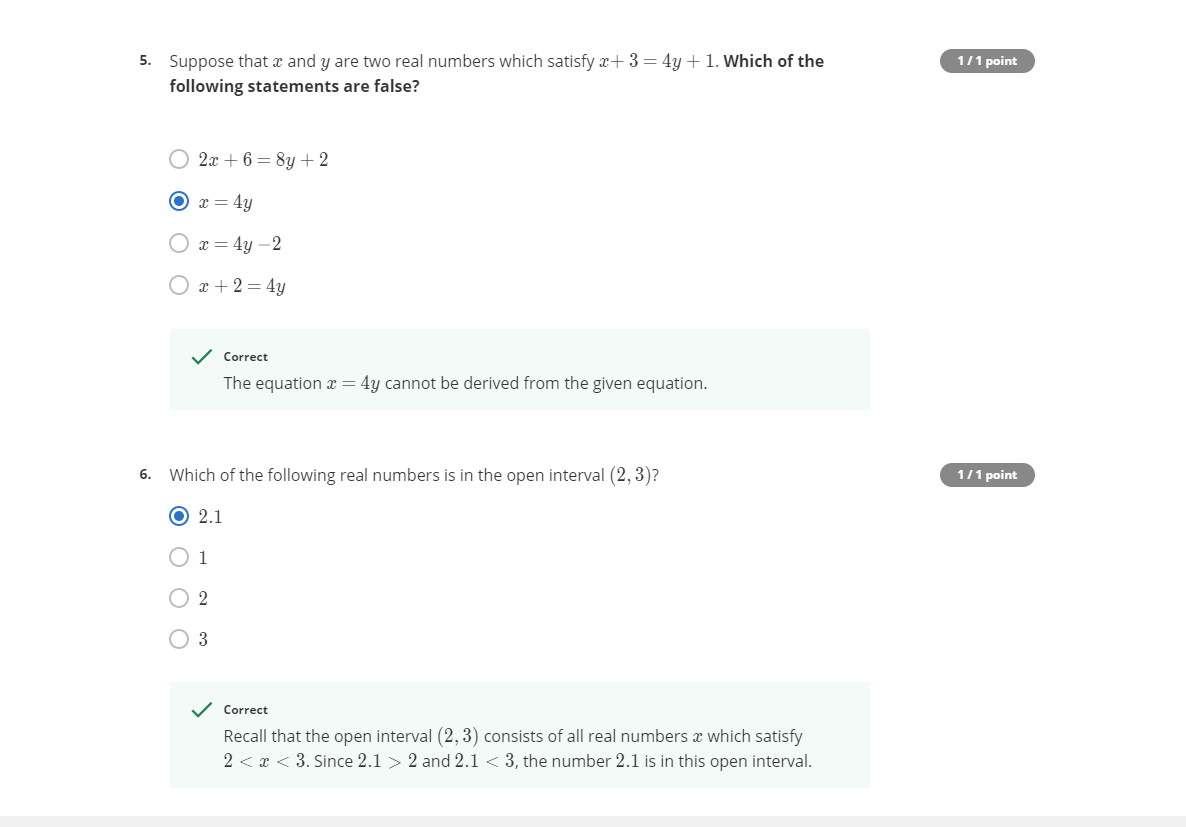 5. Suppose that x and y are two real numbers which satisfy x+ 3 = 4y + 1. Which of the 1 / 1 point
following statements are false?
2x + 6 = 8y + 2
x = 4y
x = 4y −2
x + 2 = 4y
Correct
The equation x = 4y cannot be derived from the given equation.
6. Which of the following real numbers is in the open interval (2, 3)? 1 / 1 point
2.1
1
2
3
Correct
Recall that the open interval (2, 3) consists of all real numbers x which satisfy
2 < x < 3. Since 2.1 > 2 and 2.1 < 3, the number 2.1 is in this open interval.